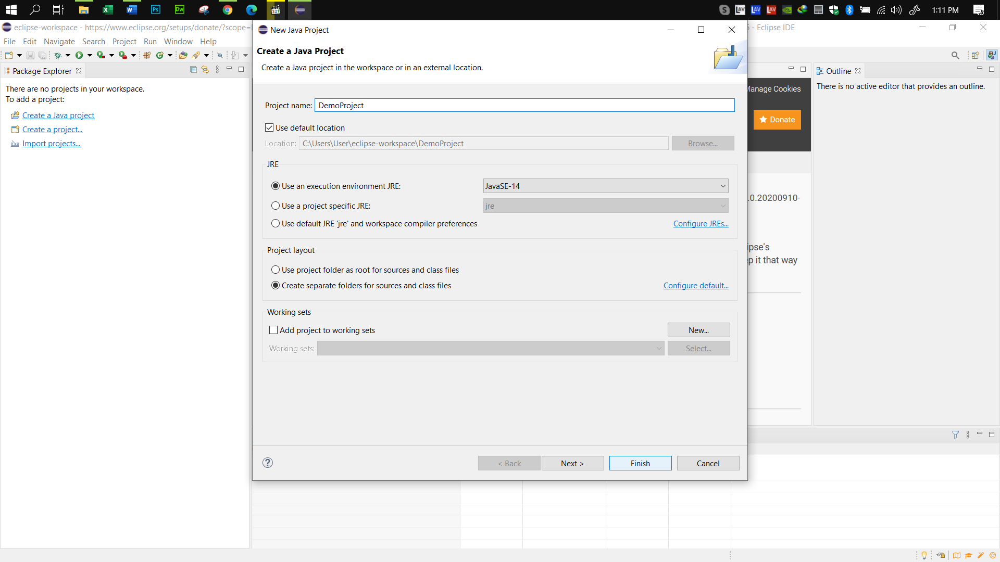 1:11 PM
eclipse-workspace - https://www.eclipse.org/setups/donate/?scope=
- Eclipse IDE
File Edit Navigate Search Project Run Window Help
Package Explorer
There are no projects in your workspace.
To add a project:
Create a Java project
Create a project...
Import projects...
New Java Project
Create a Java Project
Create a Java project in the workspace or in an external location.
Project name: DemoProject
Use default location
Location: C:\Users\User\eclipse-workspace\DemoProject Browse...
JRE
Use an execution environment JRE: JavaSE-14
Use a project specific JRE: jre
Use default JRE 'jre' and workspace compiler preferences Configure JREs...
Project layout
Use project folder as root for sources and class files
Create separate folders for sources and class files Configure default...
Working sets
Add project to working sets New...
Working sets: Select...
< Back Next > Finish Cancel
Manage Cookies
Donate
.0.20200910-
ipse's
p it that way
Outline
There is no active editor that provides an outline.